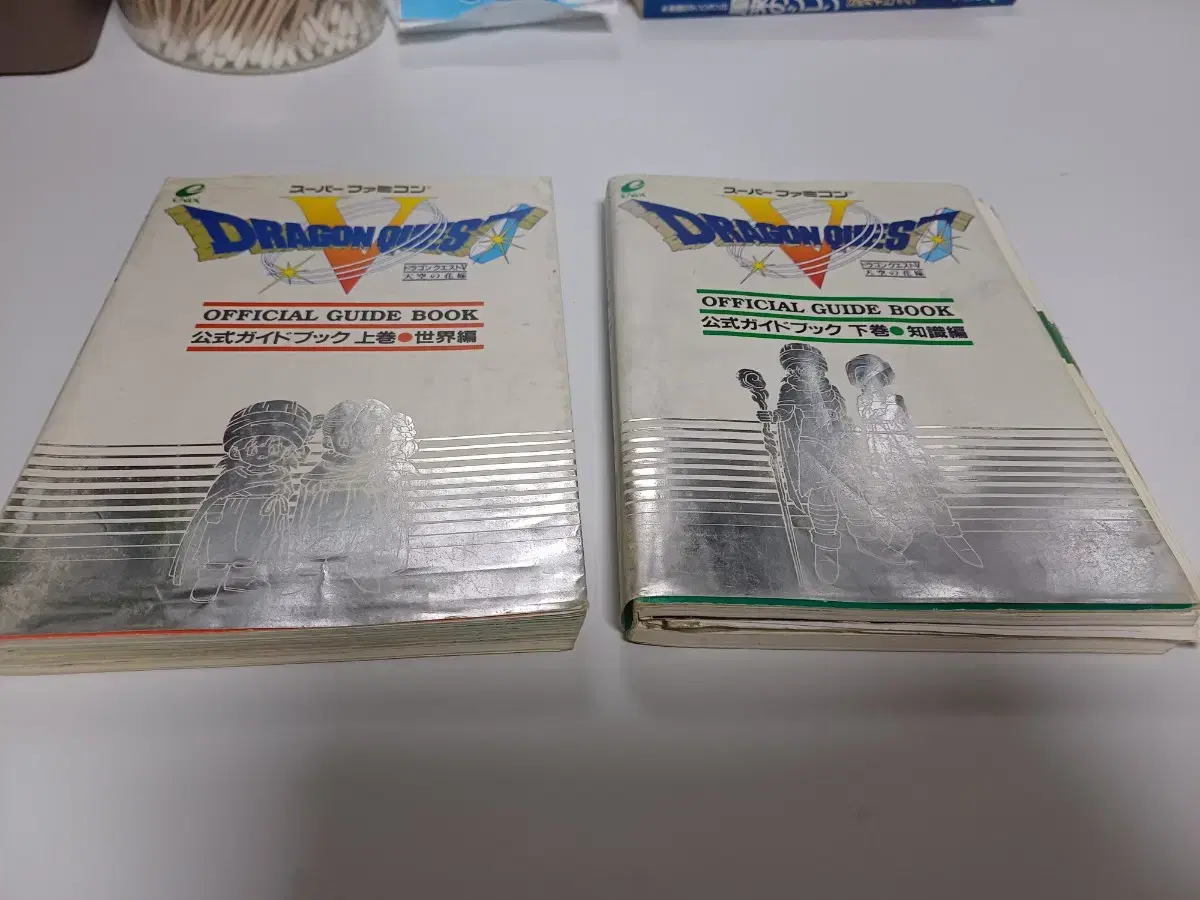 enix
スーパーファミコン
DRAGON QUEST V
ドラゴンクエストV
天空の花嫁
OFFICIAL GUIDE BOOK
公式ガイドブック 上巻●世界編
enix
スーパーファミコン
DRAGON QUEST V
ドラゴンクエストV
天空の花嫁
OFFICIAL GUIDE BOOK
公式ガイドブック 下巻●知識編